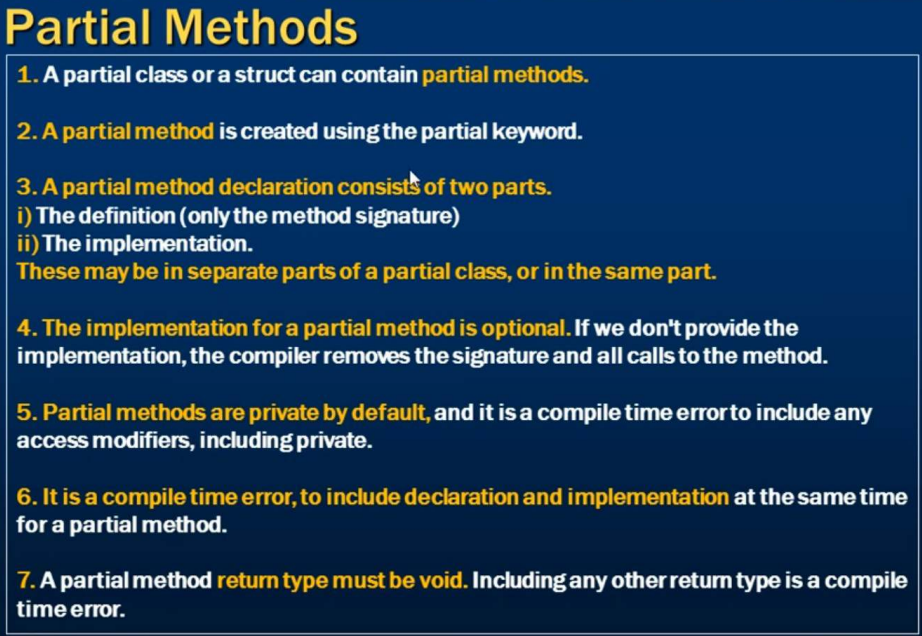 Partial Methods
1. A partial class or a struct can contain partial methods.
2. A partial method is created using the partial keyword.
3. A partial method declaration consists of two parts.
i) The definition (only the method signature)
ii) The implementation.
These may be in separate parts of a partial class, or in the same part.
4. The implementation for a partial method is optional. If we don't provide the
implementation, the compiler removes the signature and all calls to the method.
5. Partial methods are private by default, and it is a compile time error to include any
access modifiers, including private.
6. It is a compile time error, to include declaration and implementation at the same time
for a partial method.
7. A partial method return type must be void. Including any other return type is a compile
time error.